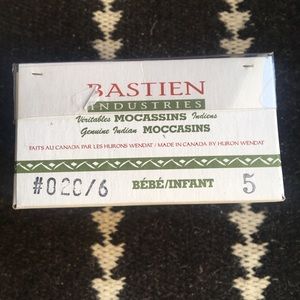 BASTIEN
INDUSTRIES
Véritables MOCASSINS Indiens
Genuine Indian MOCCASINS
FAITS AU CANADA PAR LES HURONS WENDAT / MADE IN CANADA BY HURON WENDAT
#020/6 BÉBÉ/INFANT 5